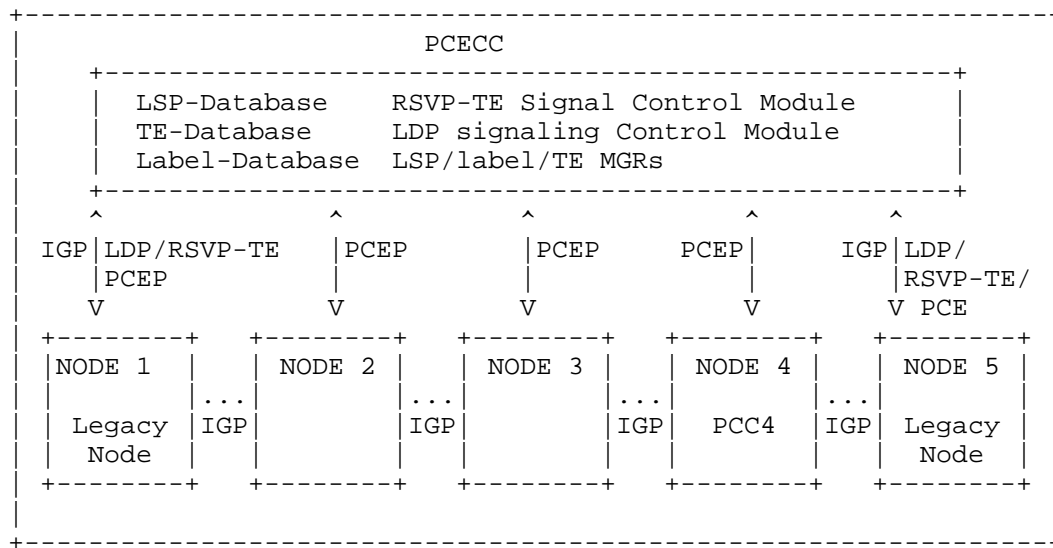 PCECC
LSP-Database RSVP-TE Signal Control Module
TE-Database LDP signaling Control Module
Label-Database LSP/label/TE MGRs
IGP LDP/RSVP-TE PCEP PCEP PCEP IGP LDP/
PCEP RSVP-TE/
V V V V V PCE
NODE 1 NODE 2 NODE 3 NODE 4 NODE 5
... ... ... ...
Legacy IGP IGP IGP PCC4 IGP Legacy
Node Node